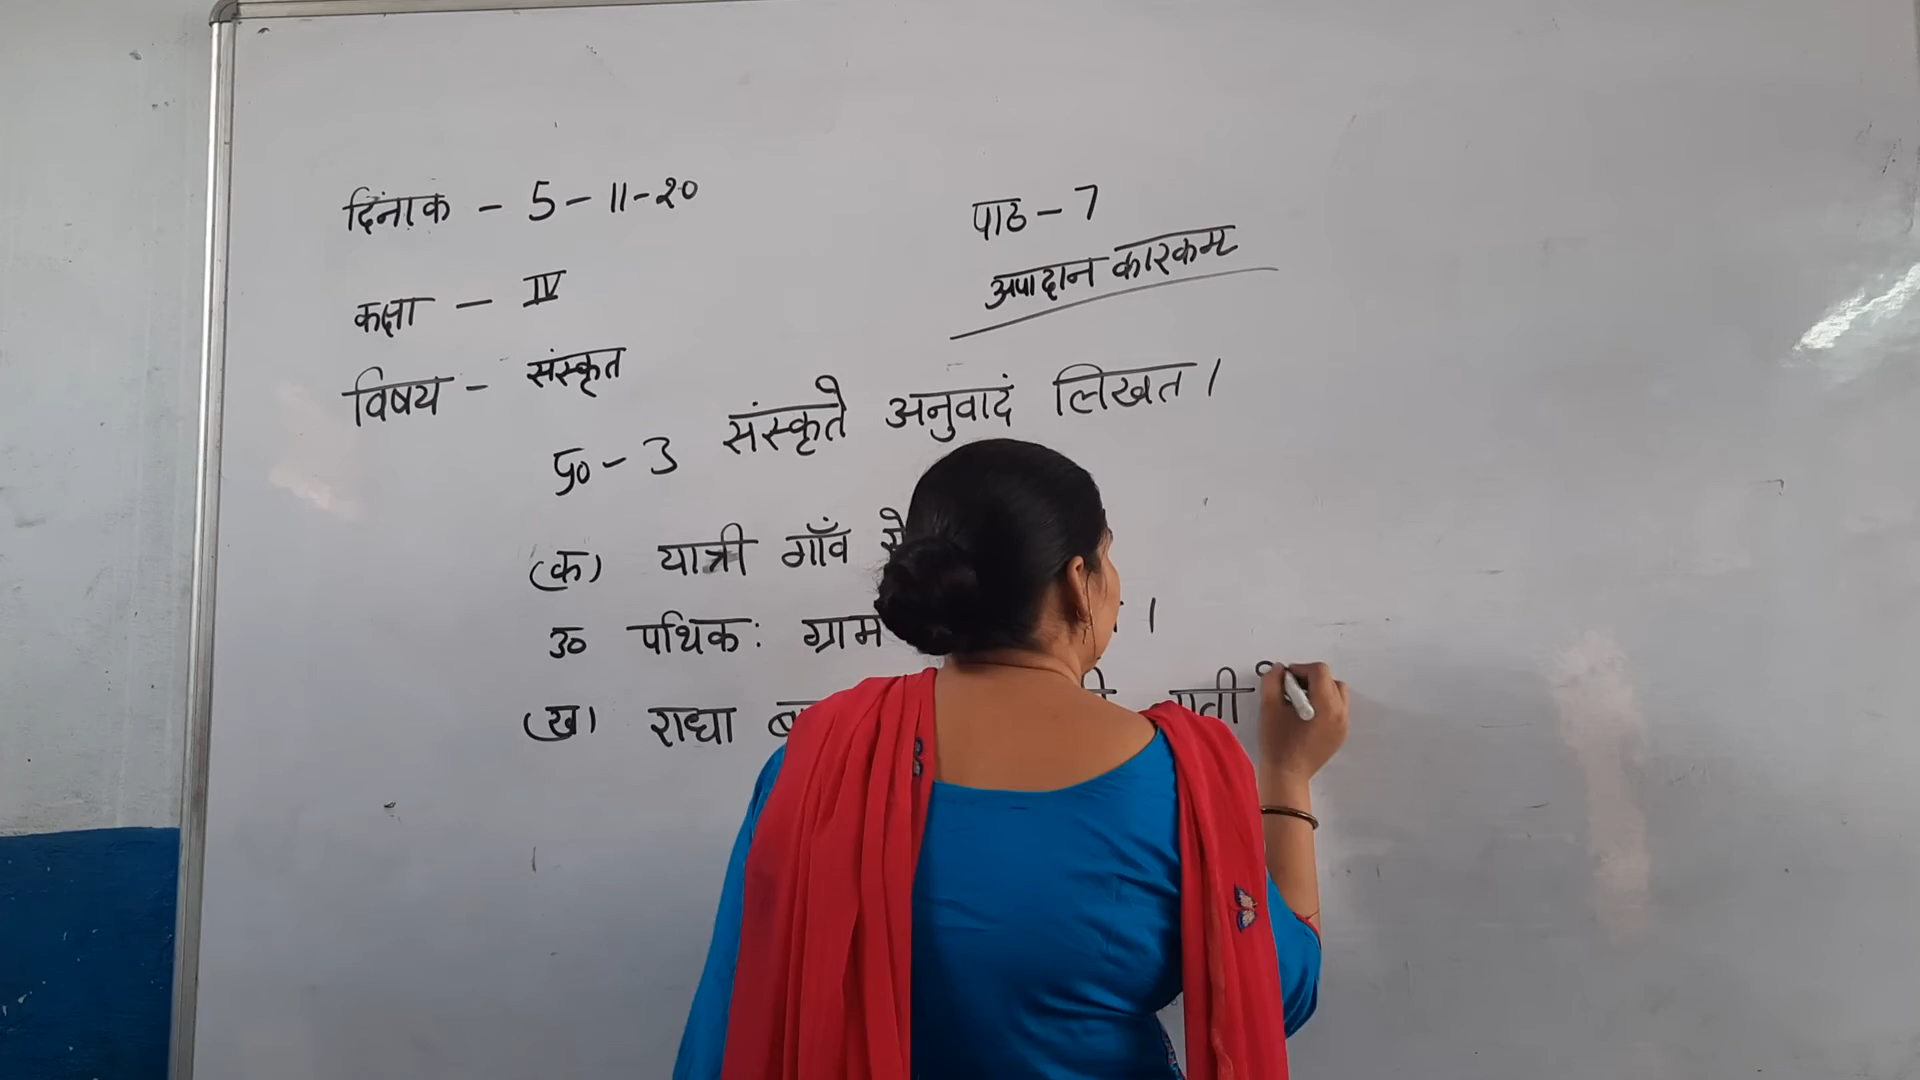 दिंनाक - 5-11-20
पाठ - 7
अपादान कारकम
कक्षा - IV
विषय - संस्कृत
प्र० - 3 संस्कृते अनुवादं लिखत।
(क) यात्री गाँव
उ० पथिक: ग्राम ।
(ख) राधा